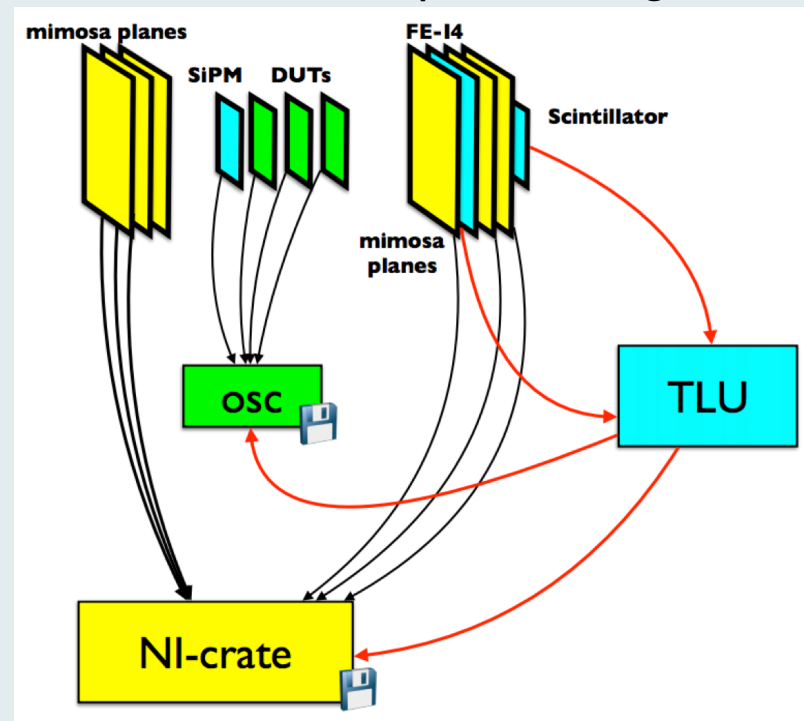 mimosa planes
FE-I4
SiPM
DUTs
Scintillator
mimosa
planes
OSC
TLU
NI-crate